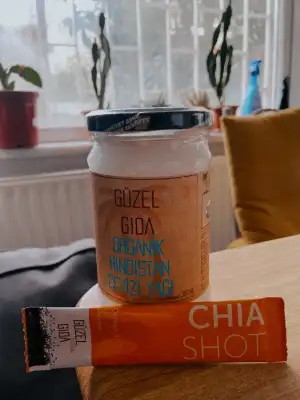 GÜZEL
GIDA
ORGANİK
HİNDİSTAN
CEVİZİ YAĞI
GÜZEL
GIDA
CHIA
SHOT